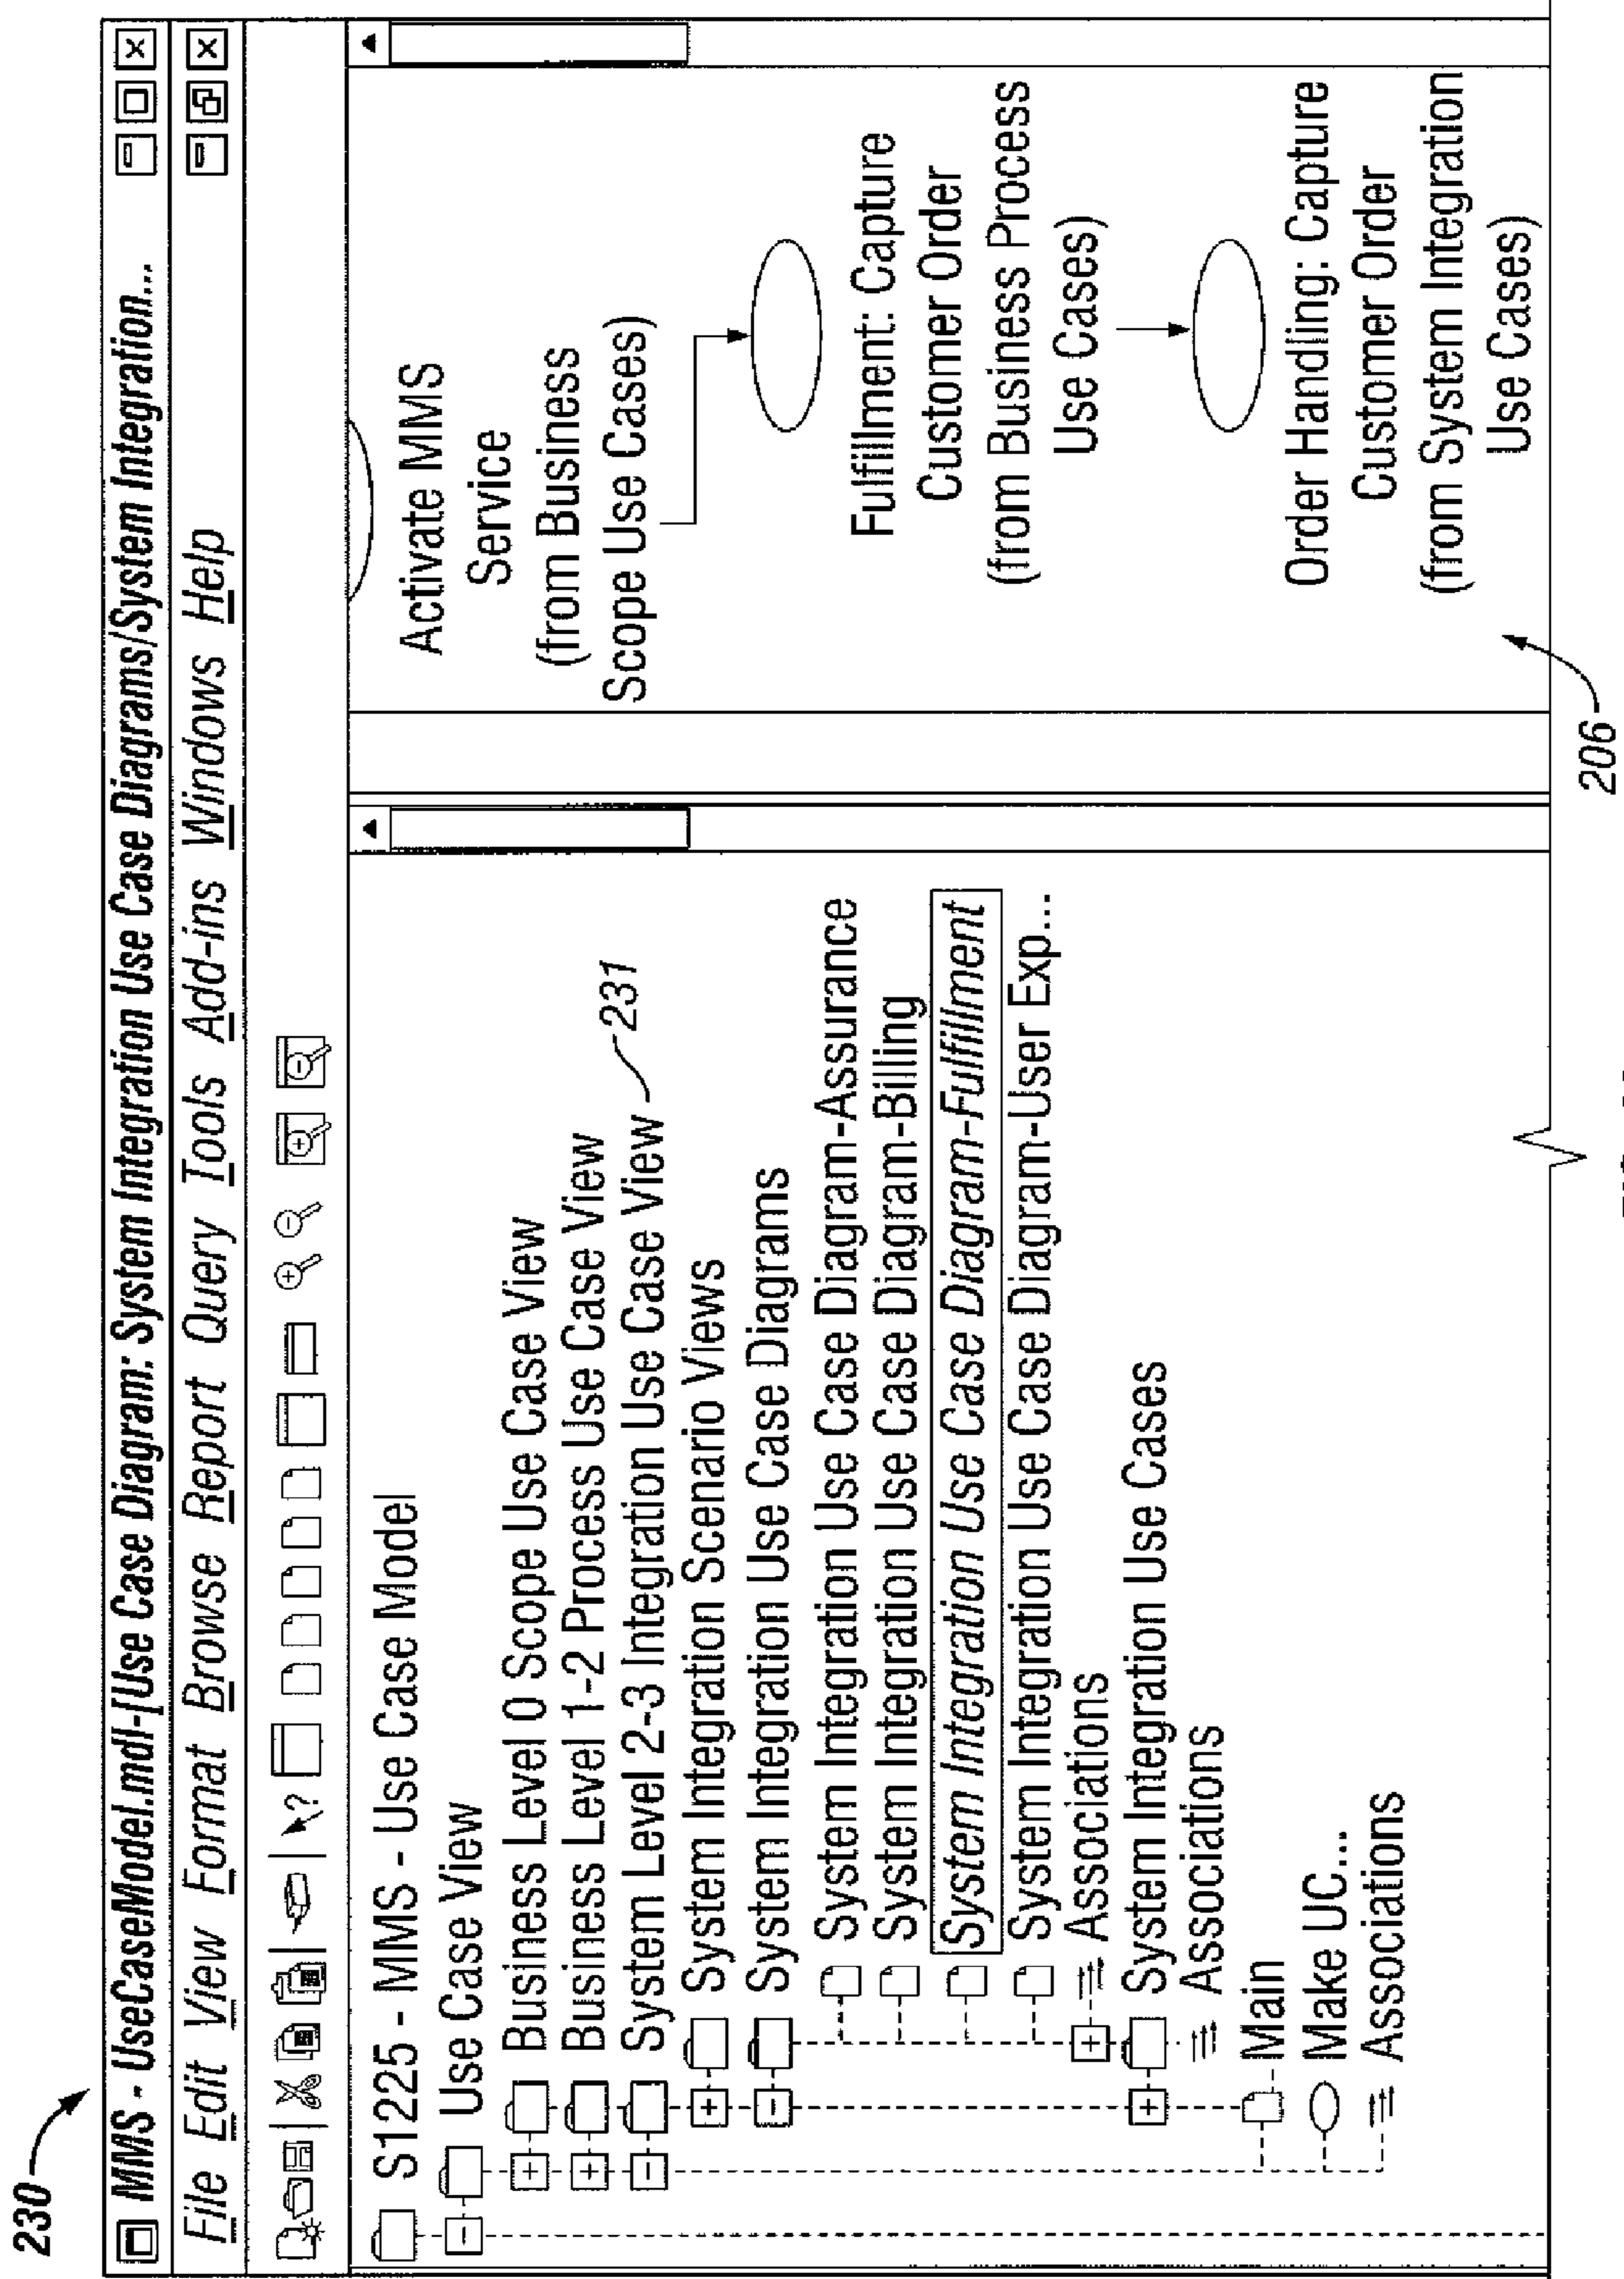 230
MMS - UseCaseModel.mdl-[Use Case Diagram: System Integration Use Case Diagrams/System Integration...
File Edit View Format Browse Report Query Tools Add-ins Windows Help
S1225 - MMS - Use Case Model
Use Case View
Business Level 0 Scope Use Case View
Business Level 1-2 Process Use Case View
System Level 2-3 Integration Use Case View
231
System Integration Scenario Views
System Integration Use Case Diagrams
System Integration Use Case Diagram-Assurance
System Integration Use Case Diagram-Billing
System Integration Use Case Diagram-Fulfillment
System Integration Use Case Diagram-User Exp...
Associations
System Integration Use Cases
Associations
Main
Make UC...
Associations
Activate MMS
Service
(from Business
Scope Use Cases)
Fulfillment: Capture
Customer Order
(from Business Process
Use Cases)
Order Handling: Capture
Customer Order
(from System Integration
Use Cases)
206